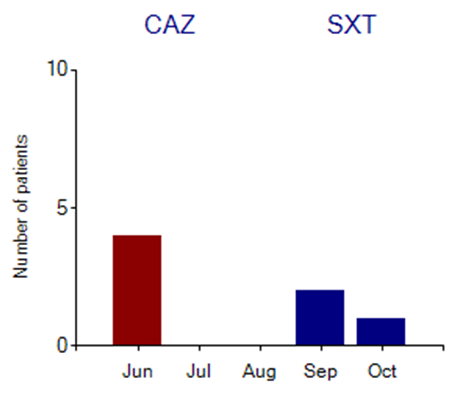 CAZ SXT
10
Number of patients
5
0
Jun Jul Aug Sep Oct